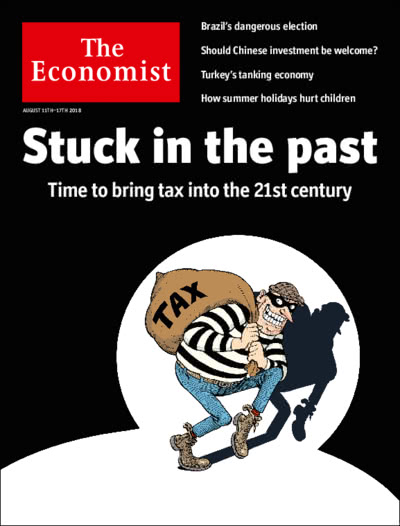 The
Economist
AUGUST 11TH–17TH 2018
Brazil's dangerous election
Should Chinese investment be welcome?
Turkey's tanking economy
How summer holidays hurt children
Stuck in the past
Time to bring tax into the 21st century
TAX